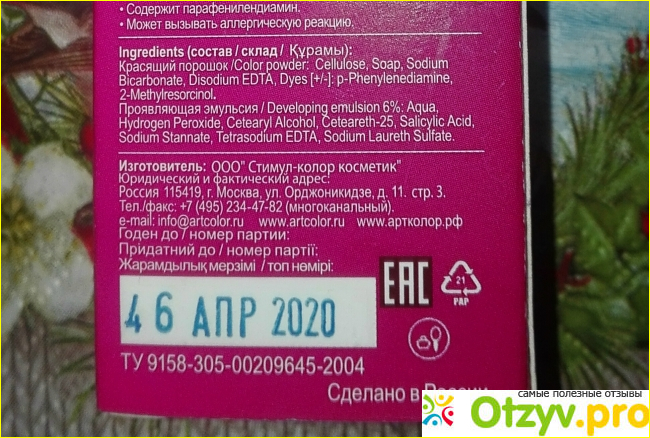 • Содержит парафенилендиамин.
• Может вызывать аллергическую реакцию.
Ingredients (состав / склад / Құрамы):
Красящий порошок /Color powder: Cellulose, Soap, Sodium
Bicarbonate, Disodium EDTA, Dyes [+/-]: p-Phenylenediamine,
2-Methylresorcinol.
Проявляющая эмульсия / Developing emulsion 6%: Aqua,
Hydrogen Peroxide, Cetearyl Alcohol, Ceteareth-25, Salicylic Acid,
Sodium Stannate, Tetrasodium EDTA, Sodium Laureth Sulfate.
Изготовитель: ООО" Стимул-колор косметик"
Юридический и фактический адрес:
Россия 115419, г. Москва, ул. Орджоникидзе, д. 11. стр. 3.
Тел./факс: +7 (495) 234-47-82 (многоканальный).
e-mail: info@artcolor.ru www.artcolor.ru www.артколор.рф
Годен до / номер партии:
Придатний до / номер партії:
Жарамдылық мерзімі / топ нөмірі:
46 АПР 2020
EAC
21
PAP
ТУ 9158-305-00209645-2004
Сделано в России
самые полезные отзывы
Otzyv.pro